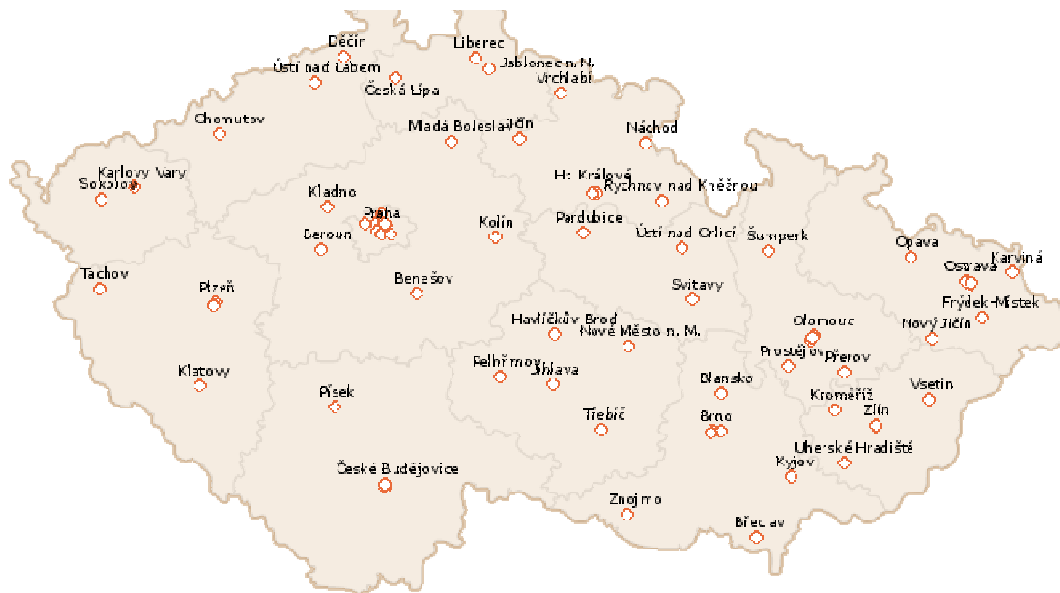 Děčín
Liberec
Ústí nad Labem
Jablonec n. N.
Vrchlabí
Česká Lípa
Chomutov
Mladá Boleslav
Jičín
Náchod
Karlovy Vary
Sokolov
Kladno
Hr. Králové
Rychnov nad Kněžnou
Praha
Kolín
Pardubice
Beroun
Ústí nad Orlicí
Šumperk
Opava
Karviná
Tachov
Plzeň
Benešov
Svitavy
Ostrava
Frýdek-Místek
Havlíčkův Brod
Nové Město n. M.
Olomouc
Nový Jičín
Prostějov
Přerov
Pelhřimov
Jihlava
Klatovy
Písek
Blansko
Kroměříž
Vsetín
Třebíč
Brno
Zlín
Uherské Hradiště
České Budějovice
Kyjov
Znojmo
Břeclav